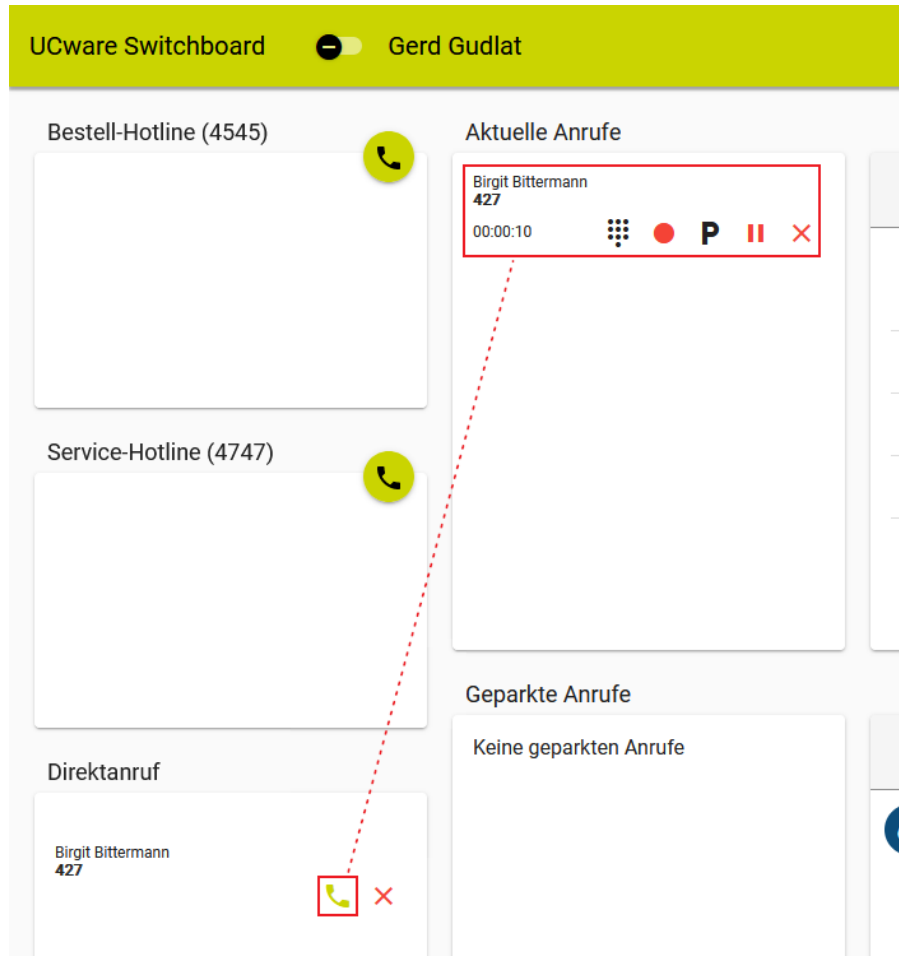 UCware Switchboard Gerd Gudlat
Bestell-Hotline (4545)
Service-Hotline (4747)
Direktanruf
Birgit Bittermann
427
Aktuelle Anrufe
Birgit Bittermann
427
00:00:10
P
Geparkte Anrufe
Keine geparkten Anrufe